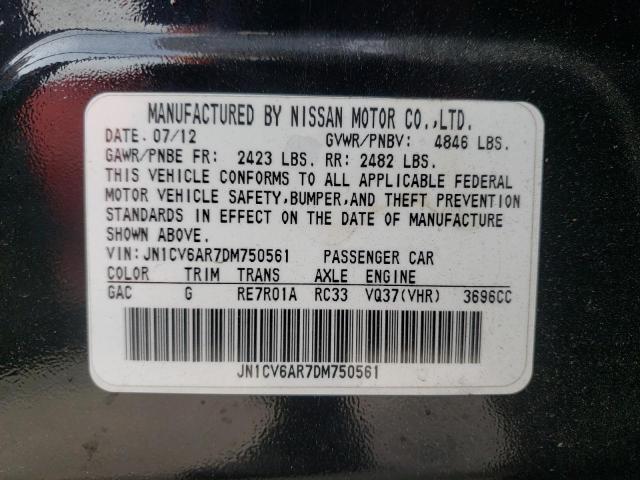 MANUFACTURED BY NISSAN MOTOR CO.,LTD.
DATE. 07/12 GVWR/PNBV: 4846 LBS.
GAWR/PNBE FR: 2423 LBS. RR: 2482 LBS.
THIS VEHICLE CONFORMS TO ALL APPLICABLE FEDERAL
MOTOR VEHICLE SAFETY,BUMPER,AND THEFT PREVENTION
STANDARDS IN EFFECT ON THE DATE OF MANUFACTURE
SHOWN ABOVE.
VIN:JN1CV6AR7DM750561 PASSENGER CAR
COLOR TRIM TRANS AXLE ENGINE
GAC G RE7R01A RC33 VQ37(VHR) 3696CC
JN1CV6AR7DM750561